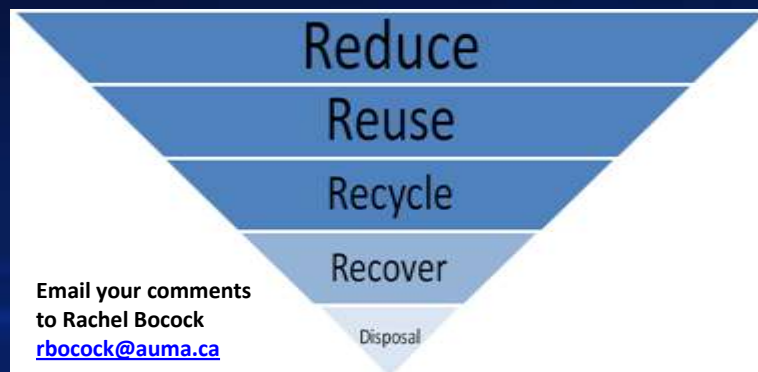 Reduce
Reuse
Recycle
Recover
Disposal
Email your comments
to Rachel Bocock
rbocock@auma.ca